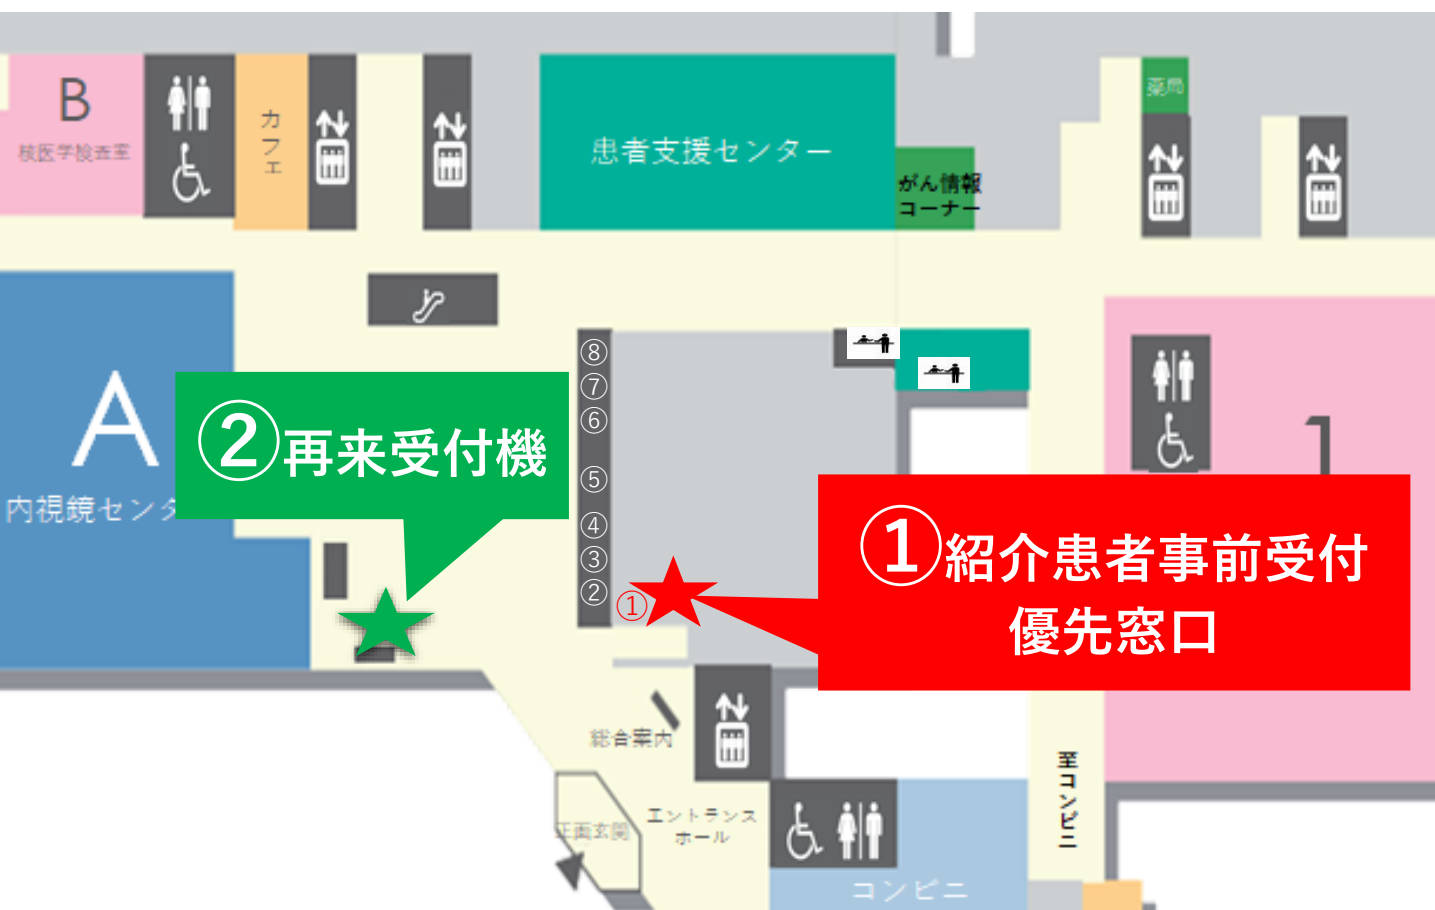 B
核医学検査室
カフェ
患者支援センター
がん情報
コーナー
薬局
A
内視鏡センタ
②再来受付機
⑧
⑦
⑥
⑤
④
③
②
①
1
①紹介患者事前受付
優先窓口
総合案内
正面玄関
エントランス
ホール
至コンビニ
コンビニ